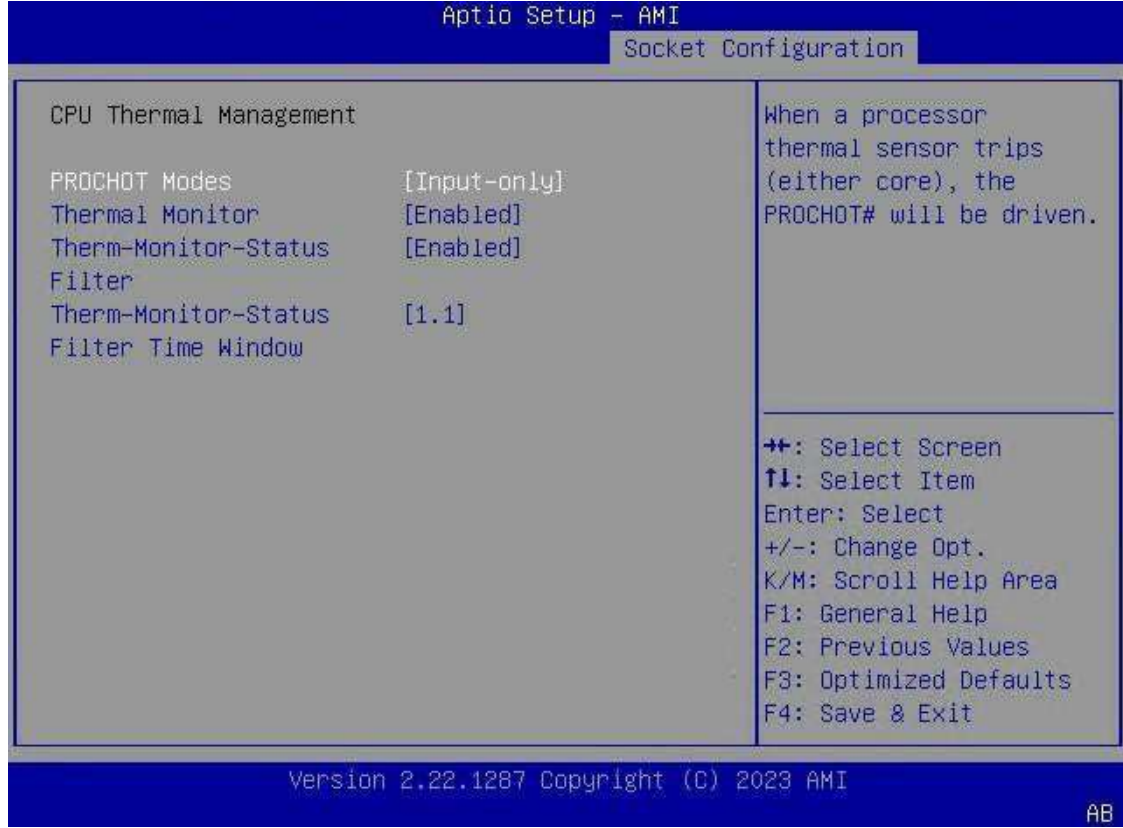 Aptio Setup – AMI
Socket Configuration
CPU Thermal Management
PROCHOT Modes [Input-only]
Thermal Monitor [Enabled]
Therm-Monitor-Status [Enabled]
Filter
Therm-Monitor-Status [1.1]
Filter Time Window
When a processor
thermal sensor trips
(either core), the
PROCHOT# will be driven.
→←: Select Screen
↑↓: Select Item
Enter: Select
+/-: Change Opt.
K/M: Scroll Help Area
F1: General Help
F2: Previous Values
F3: Optimized Defaults
F4: Save & Exit
Version 2.22.1287 Copyright (C) 2023 AMI
AB